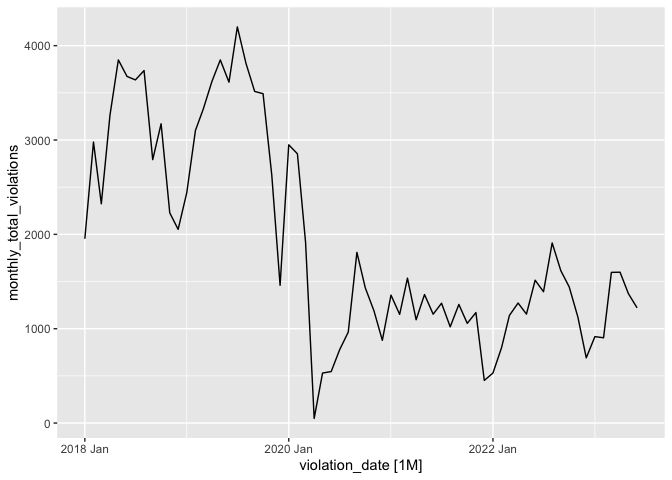 monthly_total_violations
4000
3000
2000
1000
0
2018 Jan
2020 Jan
2022 Jan
violation_date [1M]